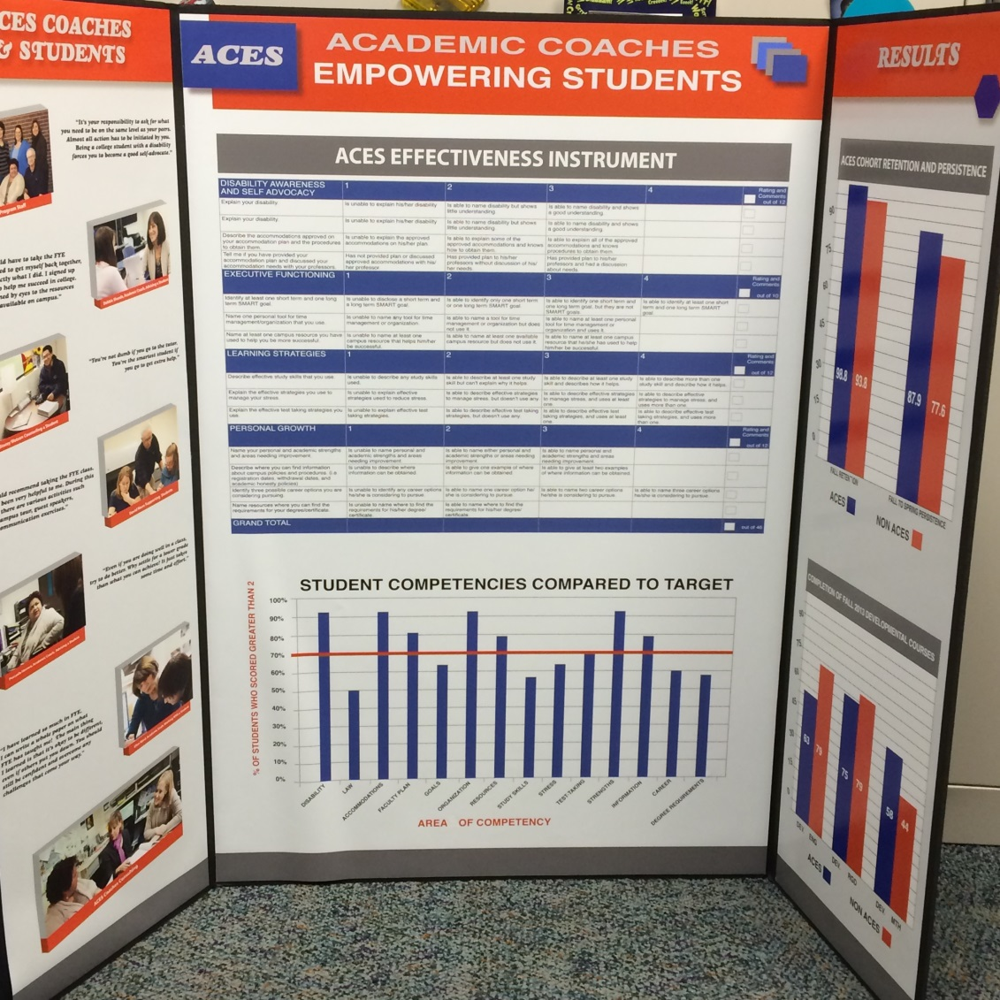 CES COACHES
& STUDENTS
"It's your responsibility to ask for what
you need to be on the same level as your peers.
Almost all action has to be initiated by you.
Being a college student with a disability
forces you to become a good self-advocate."
Program Staff
ld have to take the FYE
ed to get myself back together,
ctly what I did. I signed up
help me succeed in college.
ned by eyes to the resources
available on campus."
"You're not dumb if you go to the tutor.
You're the smartest student if
you go to get extra help."
ld recommend taking the FYE class.
been very helpful to me. During this
there are various activities such
ampus tour, guest speakers,
mmunication exercises."
"Even if you are doing well in a class,
try to do better. Why settle for a lower grade
than what you can achieve! It just takes
some time and effort."
"I have learned so much in FYE.
I can write a whole paper on what
FYE has taught me! The main thing
I learned is that it's okay to be different,
even if others put you down. You should
still be confident and overcome any
challenges that come your way."
ACES Coaches Consulting
ACES
ACADEMIC COACHES
EMPOWERING STUDENTS
ACES EFFECTIVENESS INSTRUMENT
DISABILITY AWARENESS
AND SELF ADVOCACY 1 2 3 4 Rating and
Comments
out of 12
Explain your disability. Is unable to explain his/her disability Is able to name disability but shows
little understanding. Is able to name disability and shows
a good understanding.
Explain your disability. Is unable to explain his/her disability Is able to name disability but shows
little understanding. Is able to name disability and shows
a good understanding.
Describe the accommodations approved on
your accommodation plan and the procedures
to obtain them. Is unable to explain the approved
accommodations on his/her plan. Is able to explain some of the
approved accommodations and knows
how to obtain them. Is able to explain all of the approved
accommodations and knows
procedures to obtain them.
Tell me if you have provided your
accommodation plan and discussed your
accommodation needs with your professors. Has not provided plan or discussed
approved accommodations with his/
her professor. Has provided plan to his/her
professors without discussion of his/
her needs. Has provided plan to his/her
professors and had a discussion
about needs.
EXECUTIVE FUNCTIONING 1 2 3 4 Rating and
Comments
out of 10
Identify at least one short term and one long
term SMART goal. Is unable to disclose a short term and
a long term SMART goal. Is able to identify only one short term
or one long term SMART goal. Is able to identify one short term and
one long term goal, but they are not
SMART goals. Is able to identify at least one short
term and one long term SMART
goal.
Name one personal tool for time
management/organization that you use. Is unable to name any tool for time
management or organization. Is able to name a tool for time
management or organization but does
not use it. Is able to name at least one personal
tool for time management or
organization and uses it.
Name at least one campus resource you have
used to help you be more successful. Is unable to name at least one
campus resource that helps him/her
be successful. Is able to name at least one available
campus resource but does not use it. Is able to name at least one campus
resource that he/she has used to help
him/her be successful.
LEARNING STRATEGIES 1 2 3 4 Rating and
Comments
out of 12
Describe effective study skills that you use. Is unable to describe any study skills
used. Is able to describe at least one study
skill but can't explain why it helps. Is able to describe at least one study
skill and describes how it helps. Is able to describe more than one
study skill and describe how it helps.
Explain the effective strategies you use to
manage your stress. Is unable to explain effective
strategies used to reduce stress. Is able to describe effective strategies
to manage stress, but doesn't use any. Is able to describe effective strategies
to manage stress, and uses at least
one. Is able to describe effective
strategies to manage stress, and
uses more than one.
Explain the effective test taking strategies you
use. Is unable to explain effective test
taking strategies. Is able to describe effective test taking
strategies, but doesn't use any. Is able to describe effective test
taking strategies, and uses at least
one. Is able to describe effective test
taking strategies, and uses more
than one.
PERSONAL GROWTH 1 2 3 4 Rating and
Comments
out of 12
Name your personal and academic strengths
and areas needing improvement. Is unable to name personal and
academic strengths and areas
needing improvement. Is able to name either personal or
academic strengths or areas needing
improvement. Is able to name personal and
academic strengths and areas
needing improvement.
Describe where you can find information
about campus policies and procedures. (i.e
registration dates, withdrawal dates, and
academic honesty policies) Is unable to describe where
information can be obtained. Is able to give one example of where
information can be obtained. Is able to give at least two examples
of where information can be obtained.
Identify three possible career options you are
considering pursuing. Is unable to identify any career options
he/she is considering to pursue. Is able to name one career option he/
she is considering to pursue. Is able to name two career options
he/she is considering to pursue. Is able to name three career options
he/she is considering to pursue.
Name resources where you can find the
requirements for your degree/certificate. Is unable to name where to find the
requirements for his/her degree/
certificate. Is able to name where to find the
requirements for his/her degree/
certificate.
GRAND TOTAL out of 46
STUDENT COMPETENCIES COMPARED TO TARGET
% OF STUDENTS WHO SCORED GREATER THAN 2
100%
90%
80%
70%
60%
50%
40%
30%
20%
10%
0%
DISABILITY
LAW
ACCOMMODATIONS
FACULTY PLAN
GOALS
ORGANIZATION
RESOURCES
STUDY SKILLS
STRESS
TEST-TAKING
STRENGTHS
INFORMATION
CAREER
DEGREE REQUIREMENTS
AREA OF COMPETENCY
RESULTS
ACES COHORT RETENTION AND PERSISTENCE
90
75
60
45
30
15
0
98.8
93.8
87.9
77.6
FALL RETENTION
FALL TO SPRING PERSISTENCE
ACES
NON ACES
COMPLETION OF FALL 2013 DEVELOPMENTAL COURSES
90
75
60
45
15
0
63
79
75
79
58
44
DEV ENG
DEV RGD
DEV MTH
ACES
NON ACES